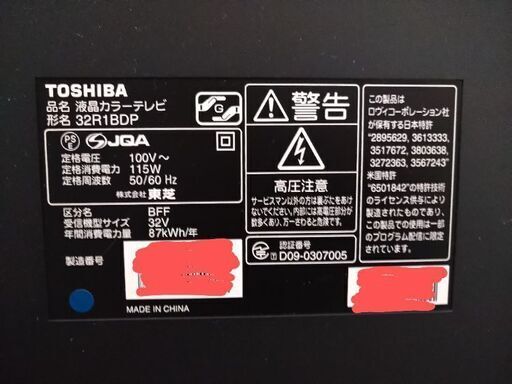 TOSHIBA
品名 液晶カラーテレビ
形名 32R1BDP
PS
E
JQA
定格電圧 100V～
定格消費電力 115W
定格周波数 50/60 Hz
株式会社 東芝
区分名 BFF
受信機型サイズ 32V
年間消費電力量 87kWh/年
製造番号
MADE IN CHINA
G
警告
高圧注意
サービスマン以外の方は裏ぶたをあけ
ないでください。内部には高電圧部分が
数多くあり、万一さわると危険です。
認証番号
T D09-0307005
この製品は
ロヴィコーポレーション社
が保有する日本特許
"2895629、3613333、
3517672、3803638、
3272363、3567243"
米国特許
"6501842"の特許技術
のライセンス供与により
製造されたものであり、
この製品での使用は一部
のプログラム配信に限定
されています。